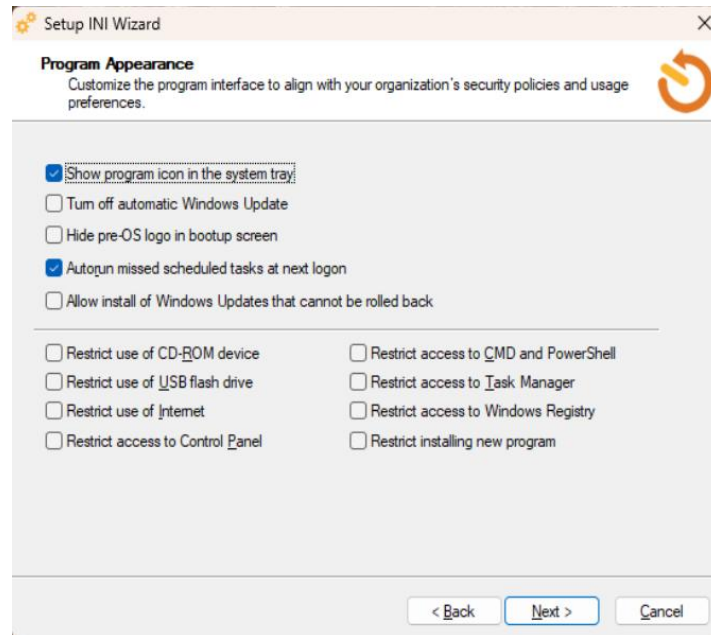 Setup INI Wizard
Program Appearance
Customize the program interface to align with your organization's security policies and usage
preferences.
Show program icon in the system tray
Turn off automatic Windows Update
Hide pre-OS logo in bootup screen
Autorun missed scheduled tasks at next logon
Allow install of Windows Updates that cannot be rolled back
Restrict use of CD-ROM device
Restrict access to CMD and PowerShell
Restrict use of USB flash drive
Restrict access to Task Manager
Restrict use of Internet
Restrict access to Windows Registry
Restrict access to Control Panel
Restrict installing new program
< Back
Next >
Cancel